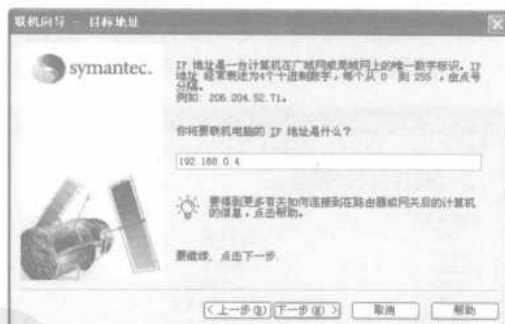 联机向导 - 目标地址
symantec.
IP 地址是一台计算机在广域网或局域网上的唯一数字标识。IP
地址 经常表述为4个十进制数字，每个从 0 到 255 ，由点号
分隔。
例如: 206.204.52.71。
你将要联机电脑的 IP 地址是什么?
192.168.0.4
要得到更多有关如何连接到在路由器或网关后的计算机
的信息，点击帮助。
要继续，点击下一步.
<上一步(B) 下一步(N) > 取消 帮助